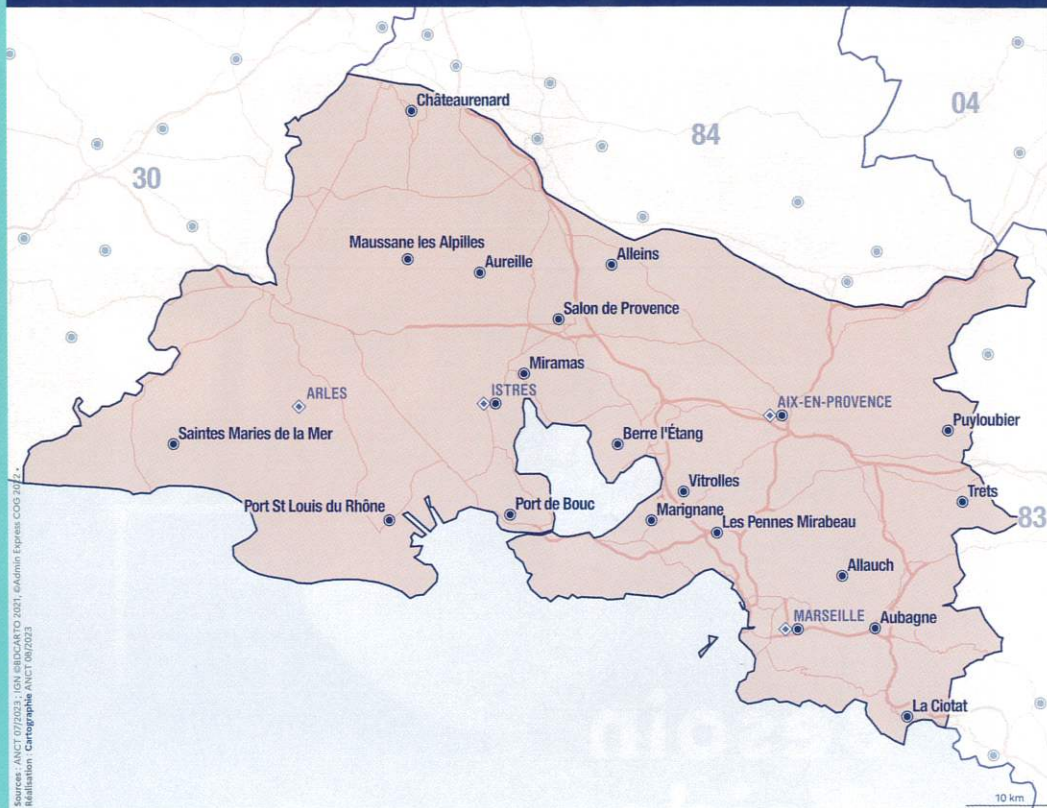 Châteaurenard
04
84
30
Maussane les Alpilles
Aureille
Alleins
Salon de Provence
Miramas
ARLES
ISTRES
AIX-EN-PROVENCE
Puyloubier
Saintes Maries de la Mer
Berre l'Étang
Vitrolles
Trets
Port St Louis du Rhône
Port de Bouc
Marignane
Les Pennes Mirabeau
83
Allauch
MARSEILLE
Aubagne
La Ciotat
10 km
Sources : ANCT 07/2023 ; IGN ©BDCARTO 2021, ©Admin Express COG 2022 •
Réalisation : Cartographie ANCT 08/2023